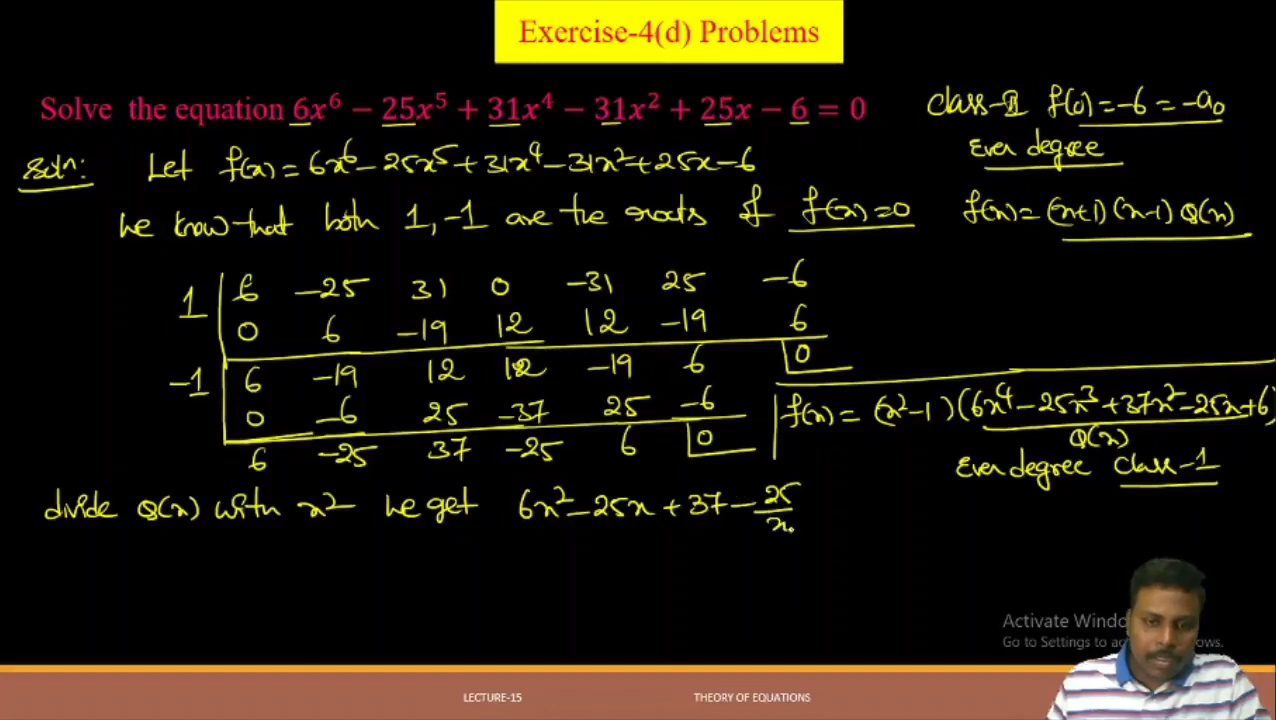 Exercise-4(d) Problems
Solve the equation 6x⁶ − 25x⁵ + 31x⁴ − 31x² + 25x − 6 = 0
class-II f(0) = -6 = -a₀
Even degree
Soln: Let f(x) = 6x⁶ - 25x⁵ + 31x⁴ - 31x² + 25x - 6
We know that both 1, -1 are the roots of f(x) = 0
f(x) = (x+1) (x-1) Q(x)
1 | 6 -25 31 0 -31 25 -6
0 6 -19 12 12 -19 6
-1 | 6 -19 12 12 -19 6 | 0
0 -6 25 -37 25 -6
6 -25 37 -25 6 | 0
f(x) = (x²-1) (6x⁴ - 25x³ + 37x² - 25x + 6)
Q(x)
Even degree class-1
divide Q(x) with x² we get 6x² - 25x + 37 - 25/x
Activate Windo
Go to Settings to ac ows.
LECTURE-15
THEORY OF EQUATIONS